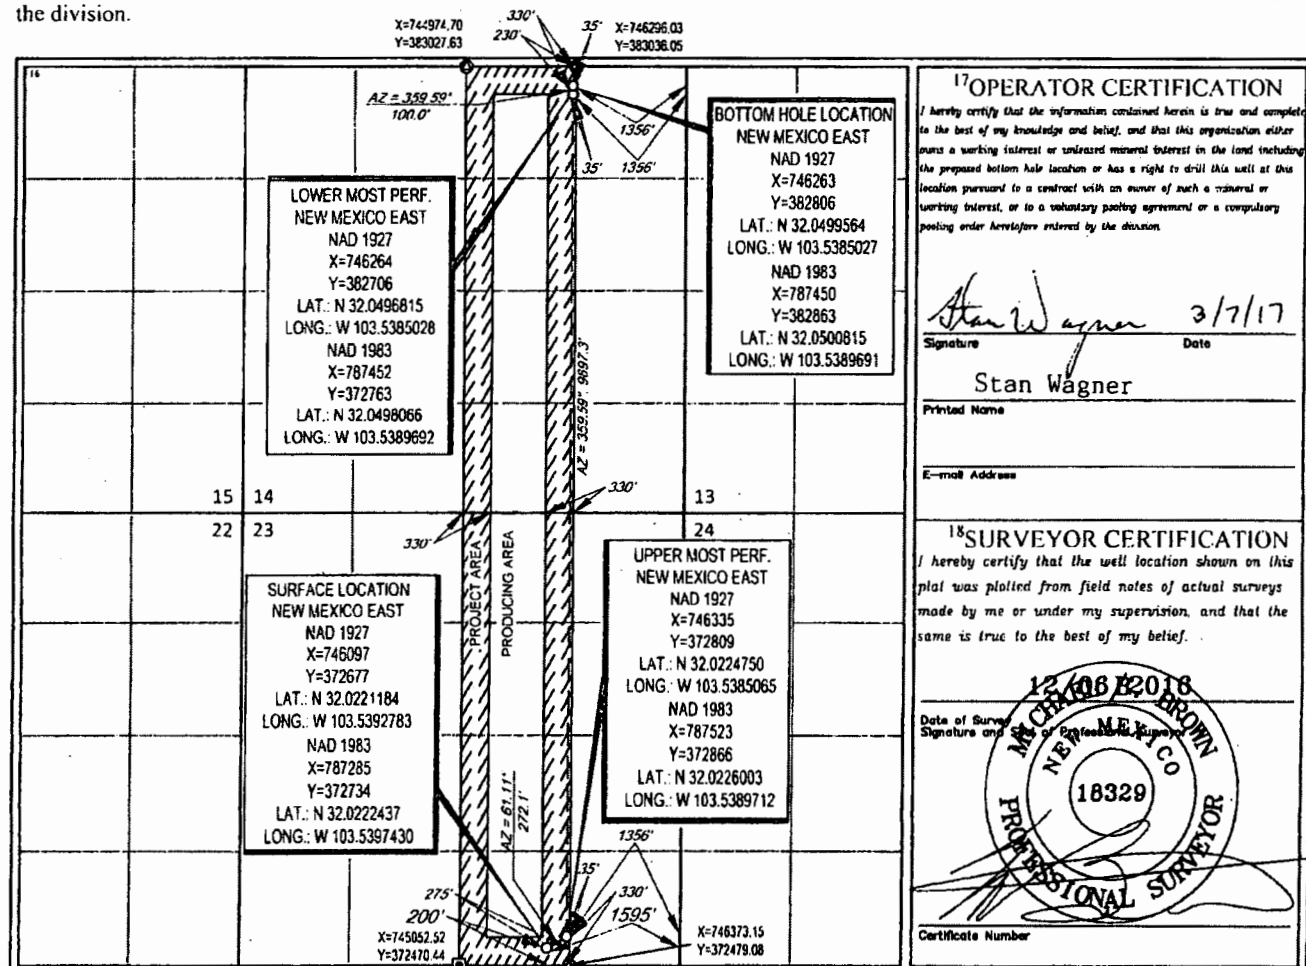 the division.
X=744974.70
Y=383027.63
330'
230'
35'
X=746296.03
Y=383036.05
16
AZ = 359.59°
100.0'
1356'
35'
1356'
BOTTOM HOLE LOCATION
NEW MEXICO EAST
NAD 1927
X=746263
Y=382806
LAT.: N 32.0499564
LONG.: W 103.5385027
NAD 1983
X=787450
Y=382863
LAT.: N 32.0500815
LONG.: W 103.5389691
LOWER MOST PERF.
NEW MEXICO EAST
NAD 1927
X=746264
Y=382706
LAT.: N 32.0496815
LONG.: W 103.5385028
NAD 1983
X=787452
Y=372763
LAT.: N 32.0498066
LONG.: W 103.5389692
AZ = 359.59° 9897.3'
15 14
22 23
13
24
330'
330'
PROJECT AREA
PRODUCING AREA
SURFACE LOCATION
NEW MEXICO EAST
NAD 1927
X=746097
Y=372677
LAT.: N 32.0221184
LONG.: W 103.5392783
NAD 1983
X=787285
Y=372734
LAT.: N 32.0222437
LONG.: W 103.5397430
UPPER MOST PERF.
NEW MEXICO EAST
NAD 1927
X=746335
Y=372809
LAT.: N 32.0224750
LONG.: W 103.5385065
NAD 1983
X=787523
Y=372866
LAT.: N 32.0226003
LONG.: W 103.5389712
AZ = 61.11°
272.1'
1356'
35'
275'
330'
200'
1595'
X=745052.52
Y=372470.44
X=746373.15
Y=372479.08
17 OPERATOR CERTIFICATION
I hereby certify that the information contained herein is true and complete
to the best of my knowledge and belief, and that this organization either
owns a working interest or unleased mineral interest in the land including
the proposed bottom hole location or has a right to drill this well at this
location pursuant to a contract with an owner of such a mineral or
working interest, or to a voluntary pooling agreement or a compulsory
pooling order heretofore entered by the division
Stan Wagner 3/7/17
Signature Date
Stan Wagner
Printed Name
E-mail Address
18 SURVEYOR CERTIFICATION
I hereby certify that the well location shown on this
plat was plotted from field notes of actual surveys
made by me or under my supervision, and that the
same is true to the best of my belief.
12/06/2016
Date of Survey
Signature and Seal of Professional Surveyor
MICHAEL B. BROWN
NEW MEXICO
18329
PROFESSIONAL SURVEYOR
Certificate Number